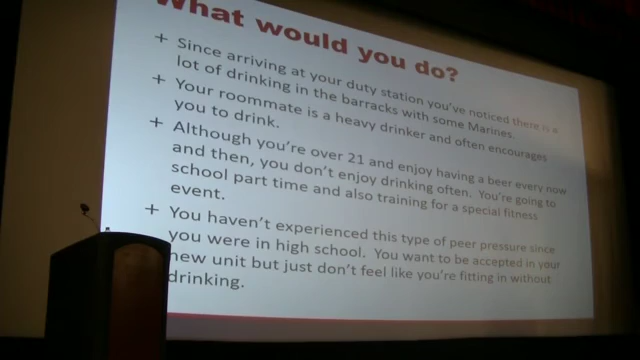 What would you do?
+ Since arriving at your duty station you've noticed there is a
lot of drinking in the barracks with some Marines.
+ Your roommate is a heavy drinker and often encourages
you to drink.
+ Although you're over 21 and enjoy having a beer every now
and then, you don't enjoy drinking often. You're going to
school part time and also training for a special fitness
event.
+ You haven't experienced this type of peer pressure since
you were in high school. You want to be accepted in your
new unit but just don't feel like you're fitting in without
drinking.